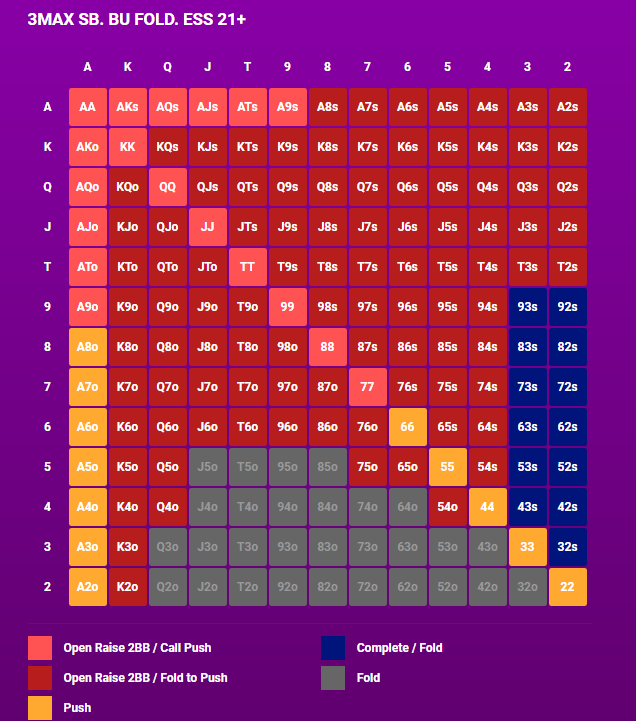 3MAX SB. BU FOLD. ESS 21+
A K Q J T 9 8 7 6 5 4 3 2
A AA AKs AQs AJs ATs A9s A8s A7s A6s A5s A4s A3s A2s
K AKo KK KQs KJs KTs K9s K8s K7s K6s K5s K4s K3s K2s
Q AQo KQo QQ QJs QTs Q9s Q8s Q7s Q6s Q5s Q4s Q3s Q2s
J AJo KJo QJo JJ JTs J9s J8s J7s J6s J5s J4s J3s J2s
T ATo KTo QTo JTo TT T9s T8s T7s T6s T5s T4s T3s T2s
9 A9o K9o Q9o J9o T9o 99 98s 97s 96s 95s 94s 93s 92s
8 A8o K8o Q8o J8o T8o 98o 88 87s 86s 85s 84s 83s 82s
7 A7o K7o Q7o J7o T7o 97o 87o 77 76s 75s 74s 73s 72s
6 A6o K6o Q6o J6o T6o 96o 86o 76o 66 65s 64s 63s 62s
5 A5o K5o Q5o J5o T5o 95o 85o 75o 65o 55 54s 53s 52s
4 A4o K4o Q4o J4o T4o 94o 84o 74o 64o 54o 44 43s 42s
3 A3o K3o Q3o J3o T3o 93o 83o 73o 63o 53o 43o 33 32s
2 A2o K2o Q2o J2o T2o 92o 82o 72o 62o 52o 42o 32o 22
Open Raise 2BB / Call Push
Complete / Fold
Open Raise 2BB / Fold to Push
Fold
Push